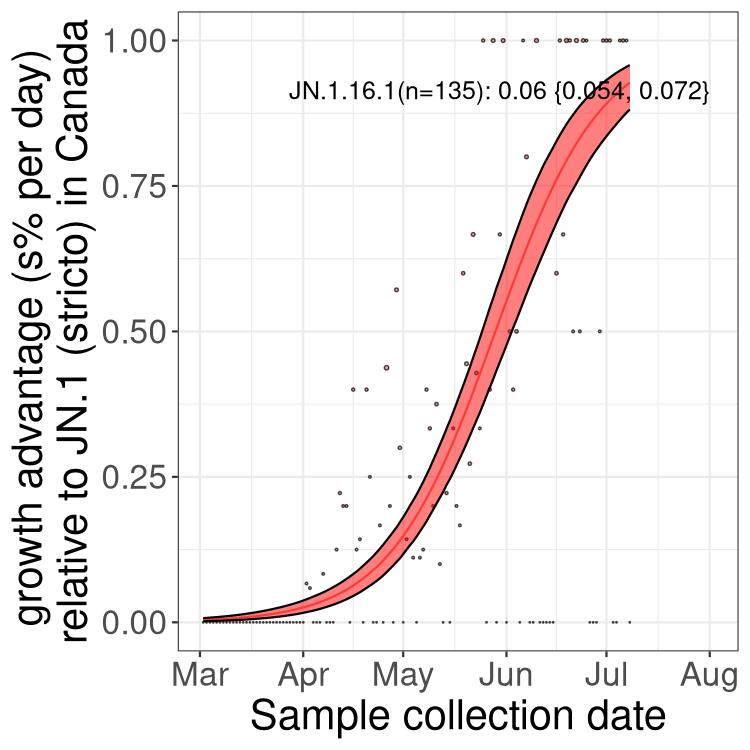 growth advantage (s% per day)
relative to JN.1 (stricto) in Canada
1.00
0.75
0.50
0.25
0.00
JN.1.16.1(n=135): 0.06 {0.054, 0.072}
Mar Apr May Jun Jul Aug
Sample collection date